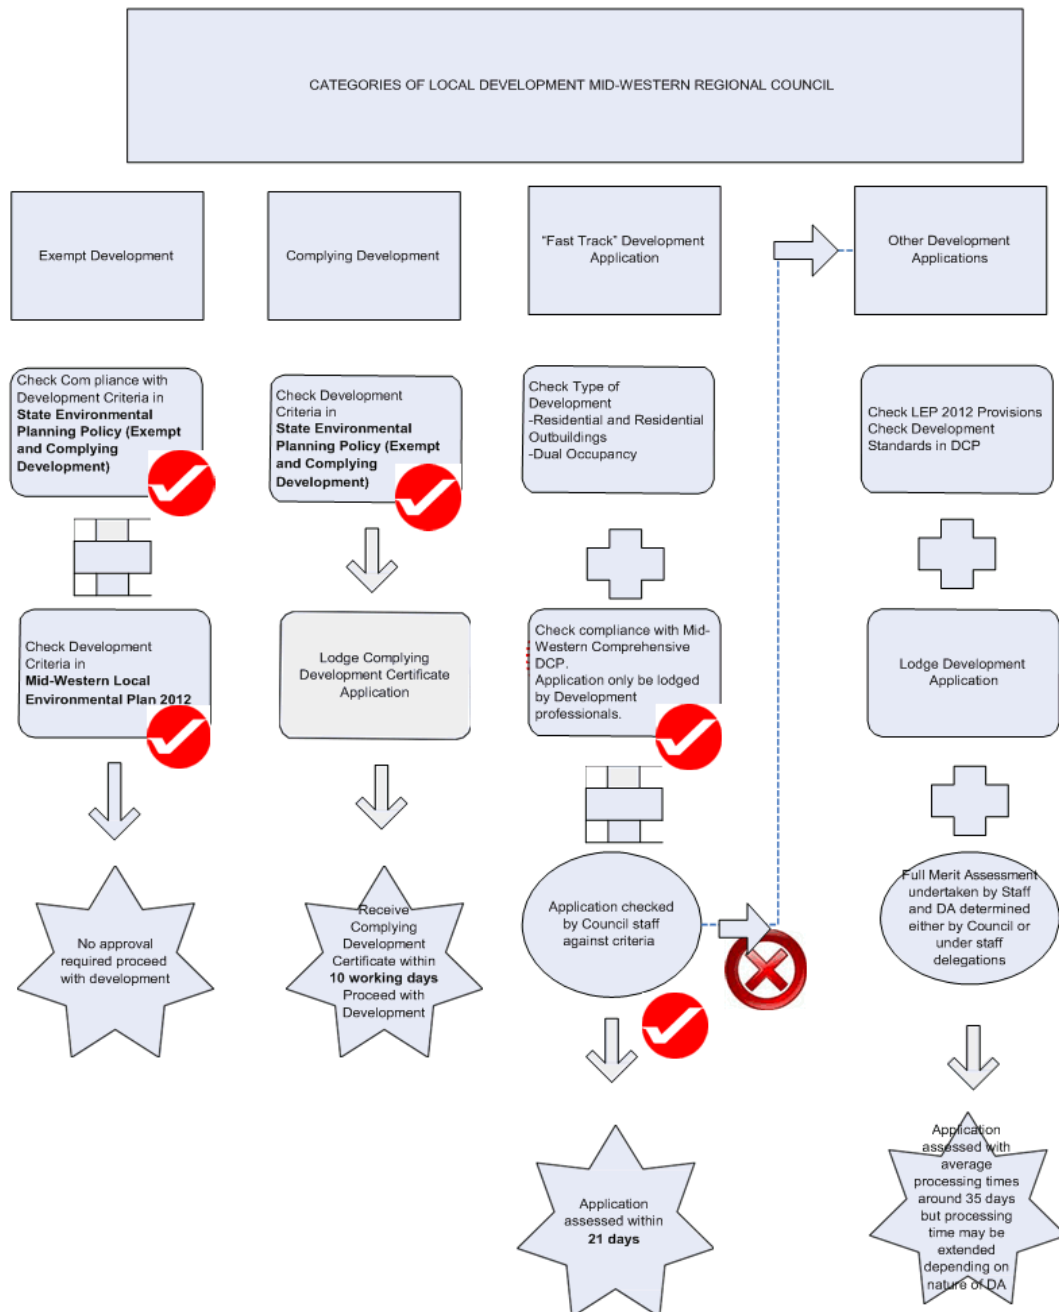 CATEGORIES OF LOCAL DEVELOPMENT MID-WESTERN REGIONAL COUNCIL
Exempt Development
Complying Development
“Fast Track” Development
Application
Other Development
Applications
Check Com pliance with
Development Criteria in
State Environmental
Planning Policy (Exempt
and Complying
Development)
Check Development
Criteria in
State Environmental
Planning Policy (Exempt
and Complying
Development)
Check Type of
Development
-Residential and Residential
Outbuildings
-Dual Occupancy
Check LEP 2012 Provisions
Check Development
Standards in DCP
Check Development
Criteria in
Mid-Western Local
Environmental Plan 2012
Lodge Complying
Development Certificate
Application
Check compliance with Mid-
Western Comprehensive
DCP.
Application only be lodged
by Development
professionals.
Lodge Development
Application
No approval
required proceed
with development
Receive
Complying
Development
Certificate within
10 working days
Proceed with
Development
Application checked
by Council staff
against criteria
Full Merit Assessment
undertaken by Staff
and DA determined
either by Council or
under staff
delegations
Application
assessed within
21 days
Application
assessed with
average
processing times
around 35 days
but processing
time may be
extended
depending on
nature of DA